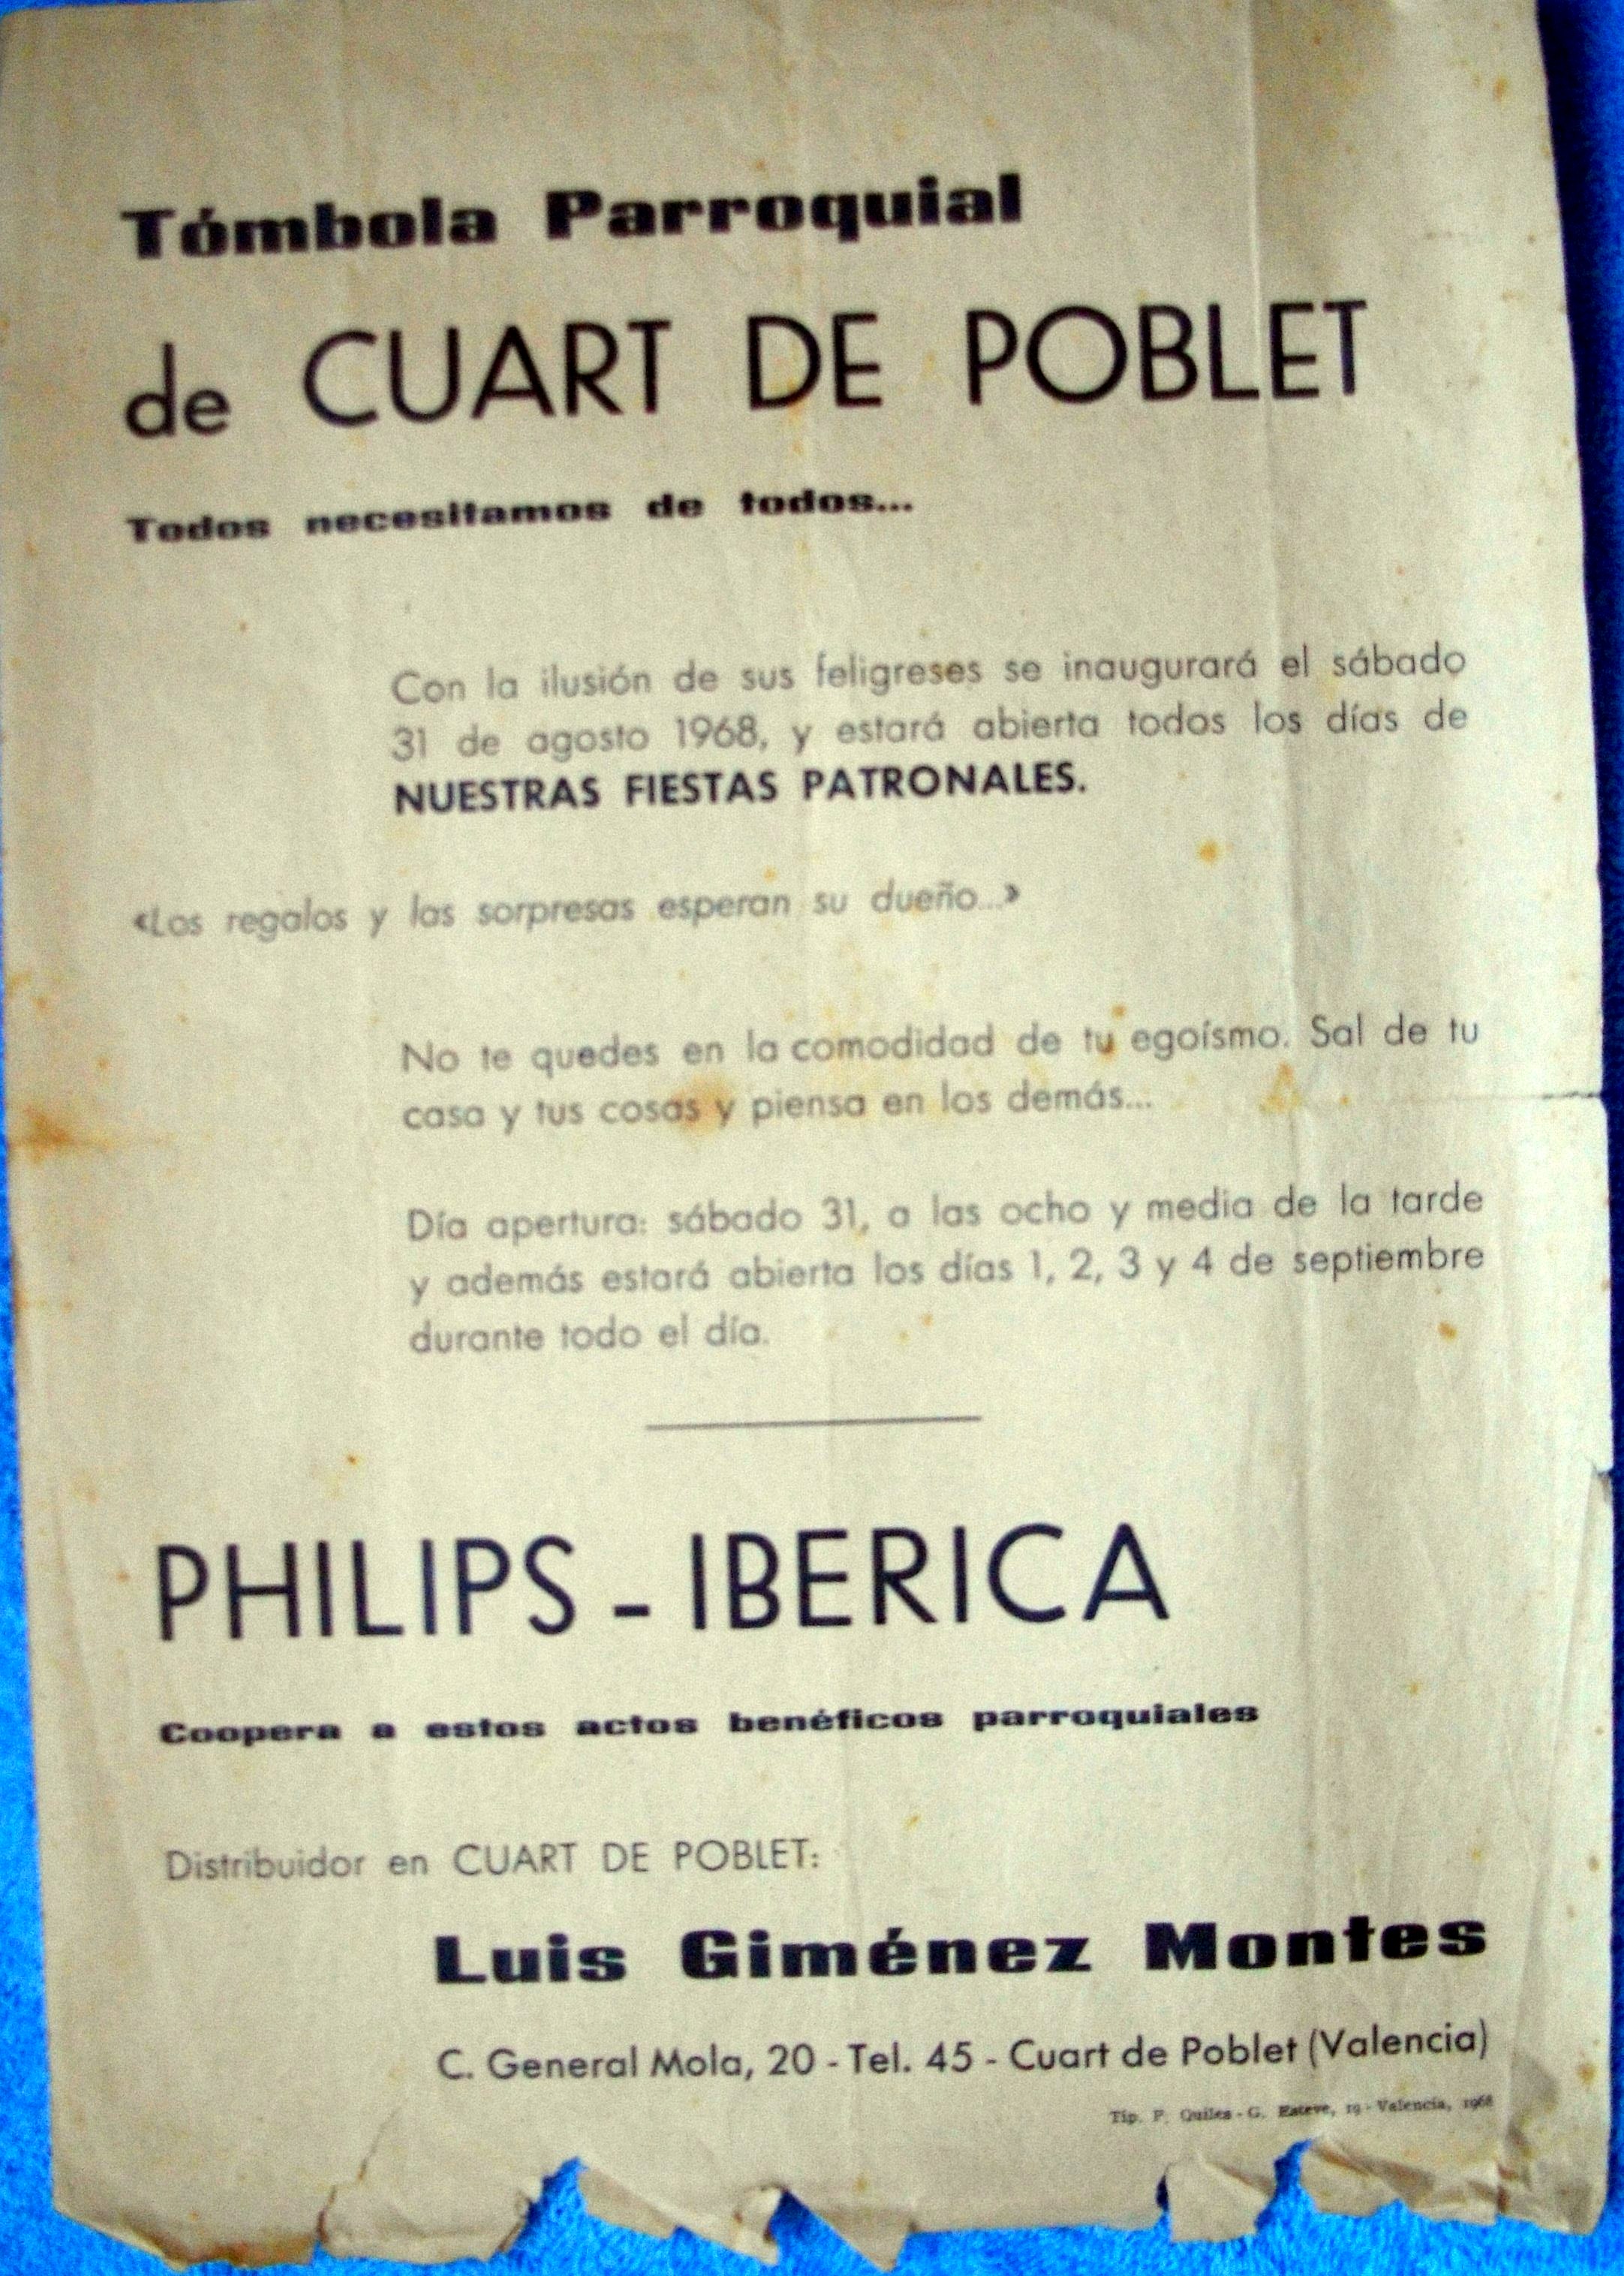 Tómbola Parroquial
de CUART DE POBLET
Todos necesitamos de todos...
Con la ilusión de sus feligreses se inaugurará el sábado
31 de agosto 1968, y estará abierta todos los días de
NUESTRAS FIESTAS PATRONALES.
«Los regalos y las sorpresas esperan su dueño...»
No te quedes en la comodidad de tu egoísmo. Sal de tu
casa y tus cosas y piensa en los demás...
Día apertura: sábado 31, a las ocho y media de la tarde
y además estará abierta los días 1, 2, 3 y 4 de septiembre
durante todo el día.
PHILIPS - IBERICA
Coopera a estos actos benéficos parroquiales
Distribuidor en CUART DE POBLET:
Luis Giménez Montes
C. General Mola, 20 - Tel. 45 - Cuart de Poblet (Valencia)
Tip. P. Quiles - G. Esteve, 19 - Valencia, 1968